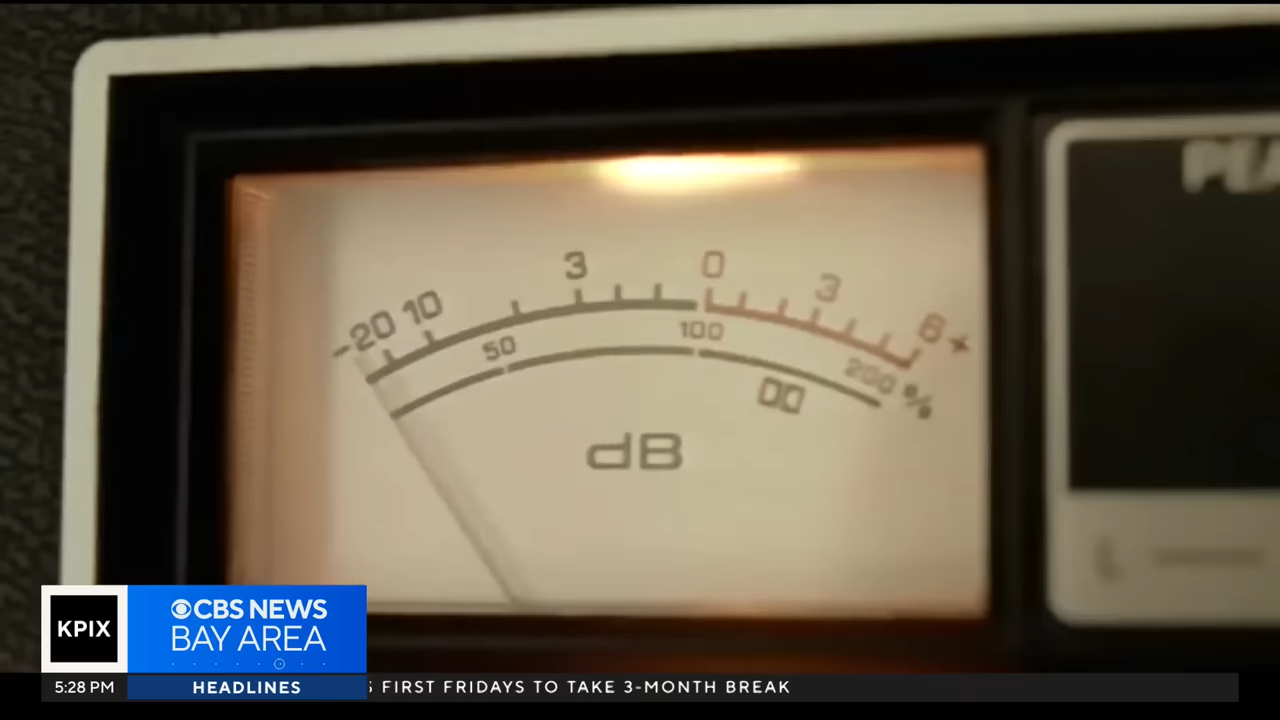 PEA
3 0 3
-20 10 6 +
50 100 200 %
dB
KPIX
CBS NEWS
BAY AREA
5:28 PM HEADLINES S FIRST FRIDAYS TO TAKE 3-MONTH BREAK